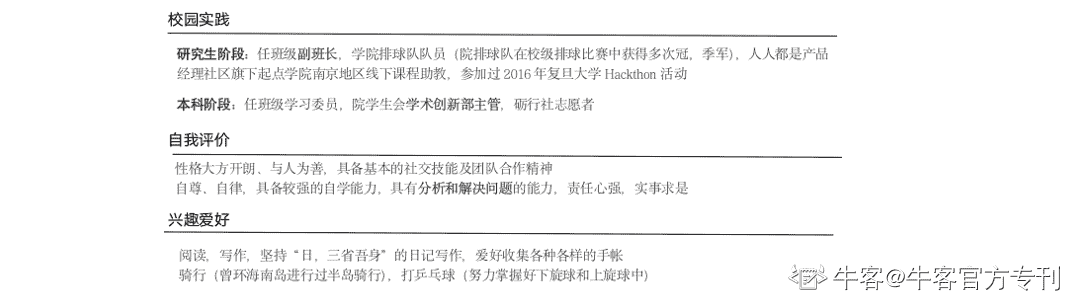 校园实践
研究生阶段：任班级副班长，学院排球队队员（院排球队在校级排球比赛中获得多次冠，季军），人人都是产品
经理社区旗下起点学院南京地区线下课程助教，参加过 2016 年复旦大学 Hackthon 活动
本科阶段：任班级学习委员，院学生会学术创新部主管，砺行社志愿者
自我评价
性格大方开朗、与人为善，具备基本的社交技能及团队合作精神
自尊、自律，具备较强的自学能力，具有分析和解决问题的能力，责任心强，实事求是
兴趣爱好
阅读，写作，坚持“日，三省吾身”的日记写作，爱好收集各种各样的手帐
骑行（曾环海南岛进行过半岛骑行），打乒乓球（努力掌握好下旋球和上旋球中）
牛客@牛客官方专刊